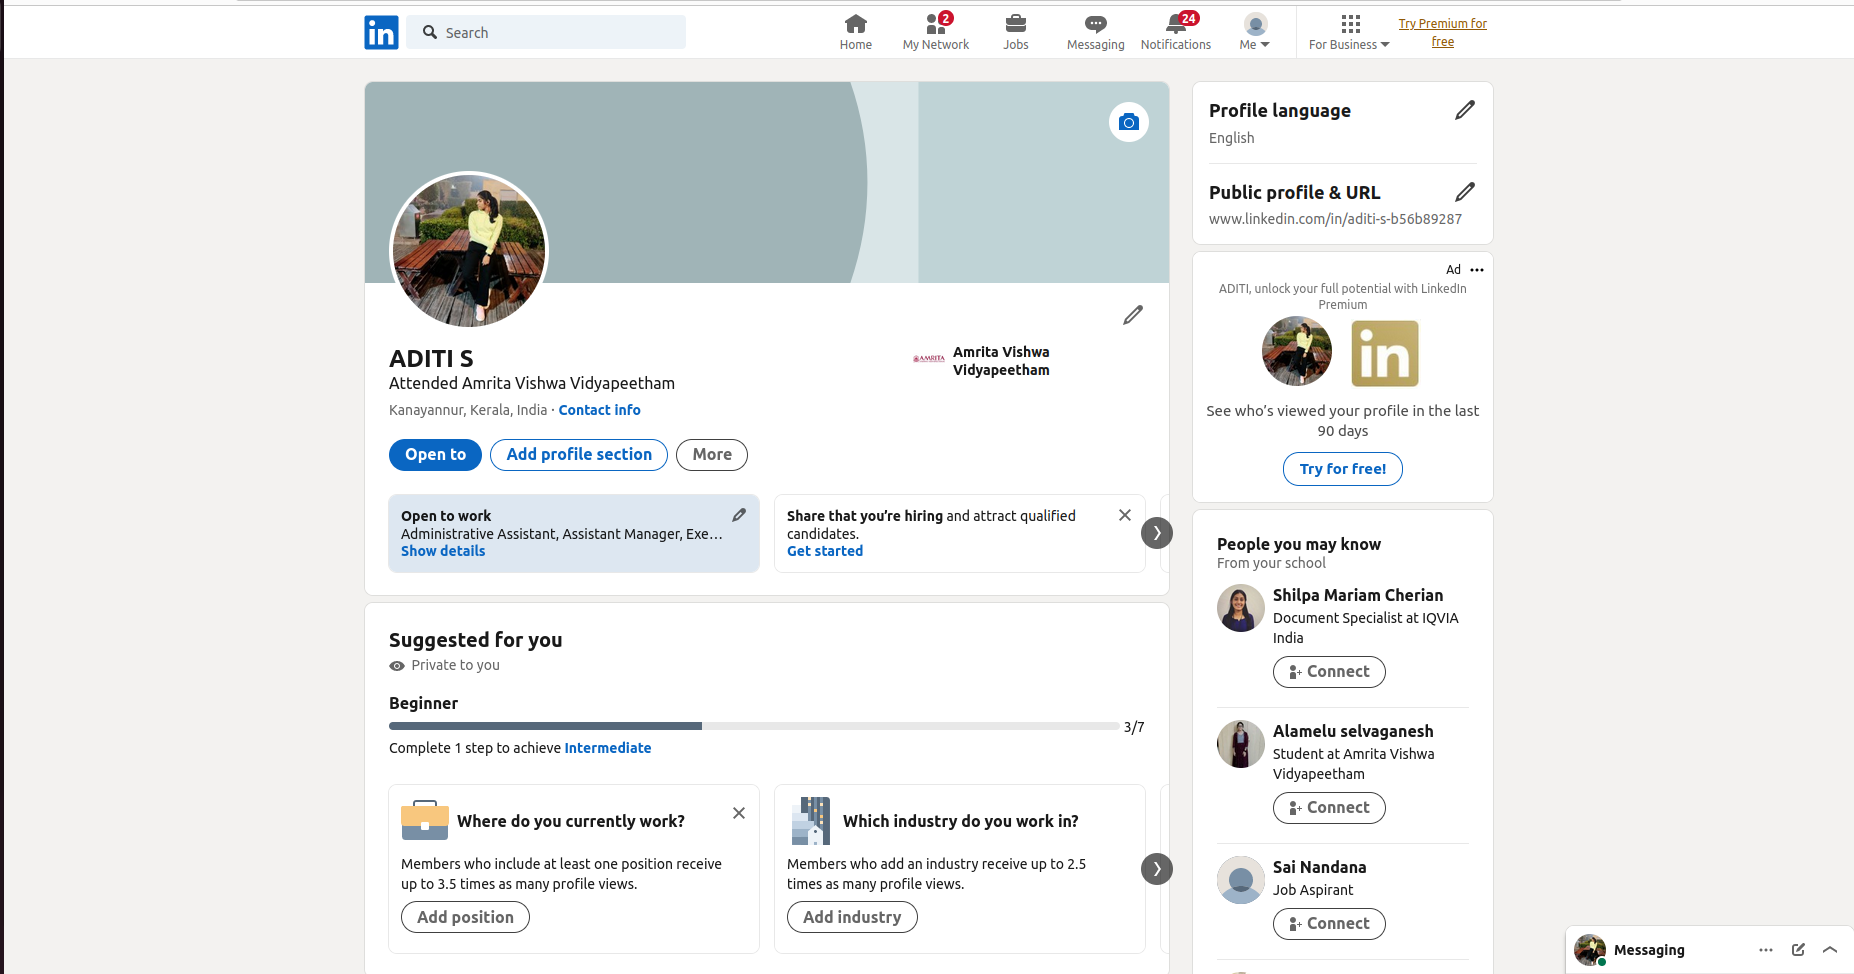 in
Search
Home
2
My Network
Jobs
Messaging
24
Notifications
Me
For Business
Try Premium for
free
ADITI S
Attended Amrita Vishwa Vidyapeetham
Kanayannur, Kerala, India · Contact info
AMRITA
Amrita Vishwa
Vidyapeetham
Open to
Add profile section
More
Open to work
Administrative Assistant, Assistant Manager, Exe…
Show details
Share that you're hiring and attract qualified
candidates.
Get started
Suggested for you
Private to you
Beginner
3/7
Complete 1 step to achieve Intermediate
Where do you currently work?
Members who include at least one position receive
up to 3.5 times as many profile views.
Add position
Which industry do you work in?
Members who add an industry receive up to 2.5
times as many profile views.
Add industry
Profile language
English
Public profile & URL
www.linkedin.com/in/aditi-s-b56b89287
Ad
ADITI, unlock your full potential with LinkedIn
Premium
in
See who's viewed your profile in the last
90 days
Try for free!
People you may know
From your school
Shilpa Mariam Cherian
Document Specialist at IQVIA
India
Connect
Alamelu selvaganesh
Student at Amrita Vishwa
Vidyapeetham
Connect
Sai Nandana
Job Aspirant
Connect
Messaging